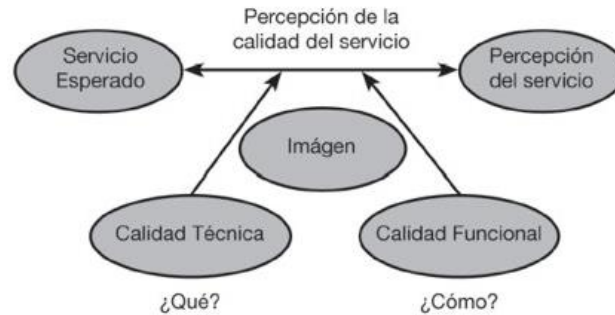 Percepción de la
calidad del servicio
Servicio
Esperado
Percepción
del servicio
Imágen
Calidad Técnica
Calidad Funcional
¿Qué?
¿Cómo?